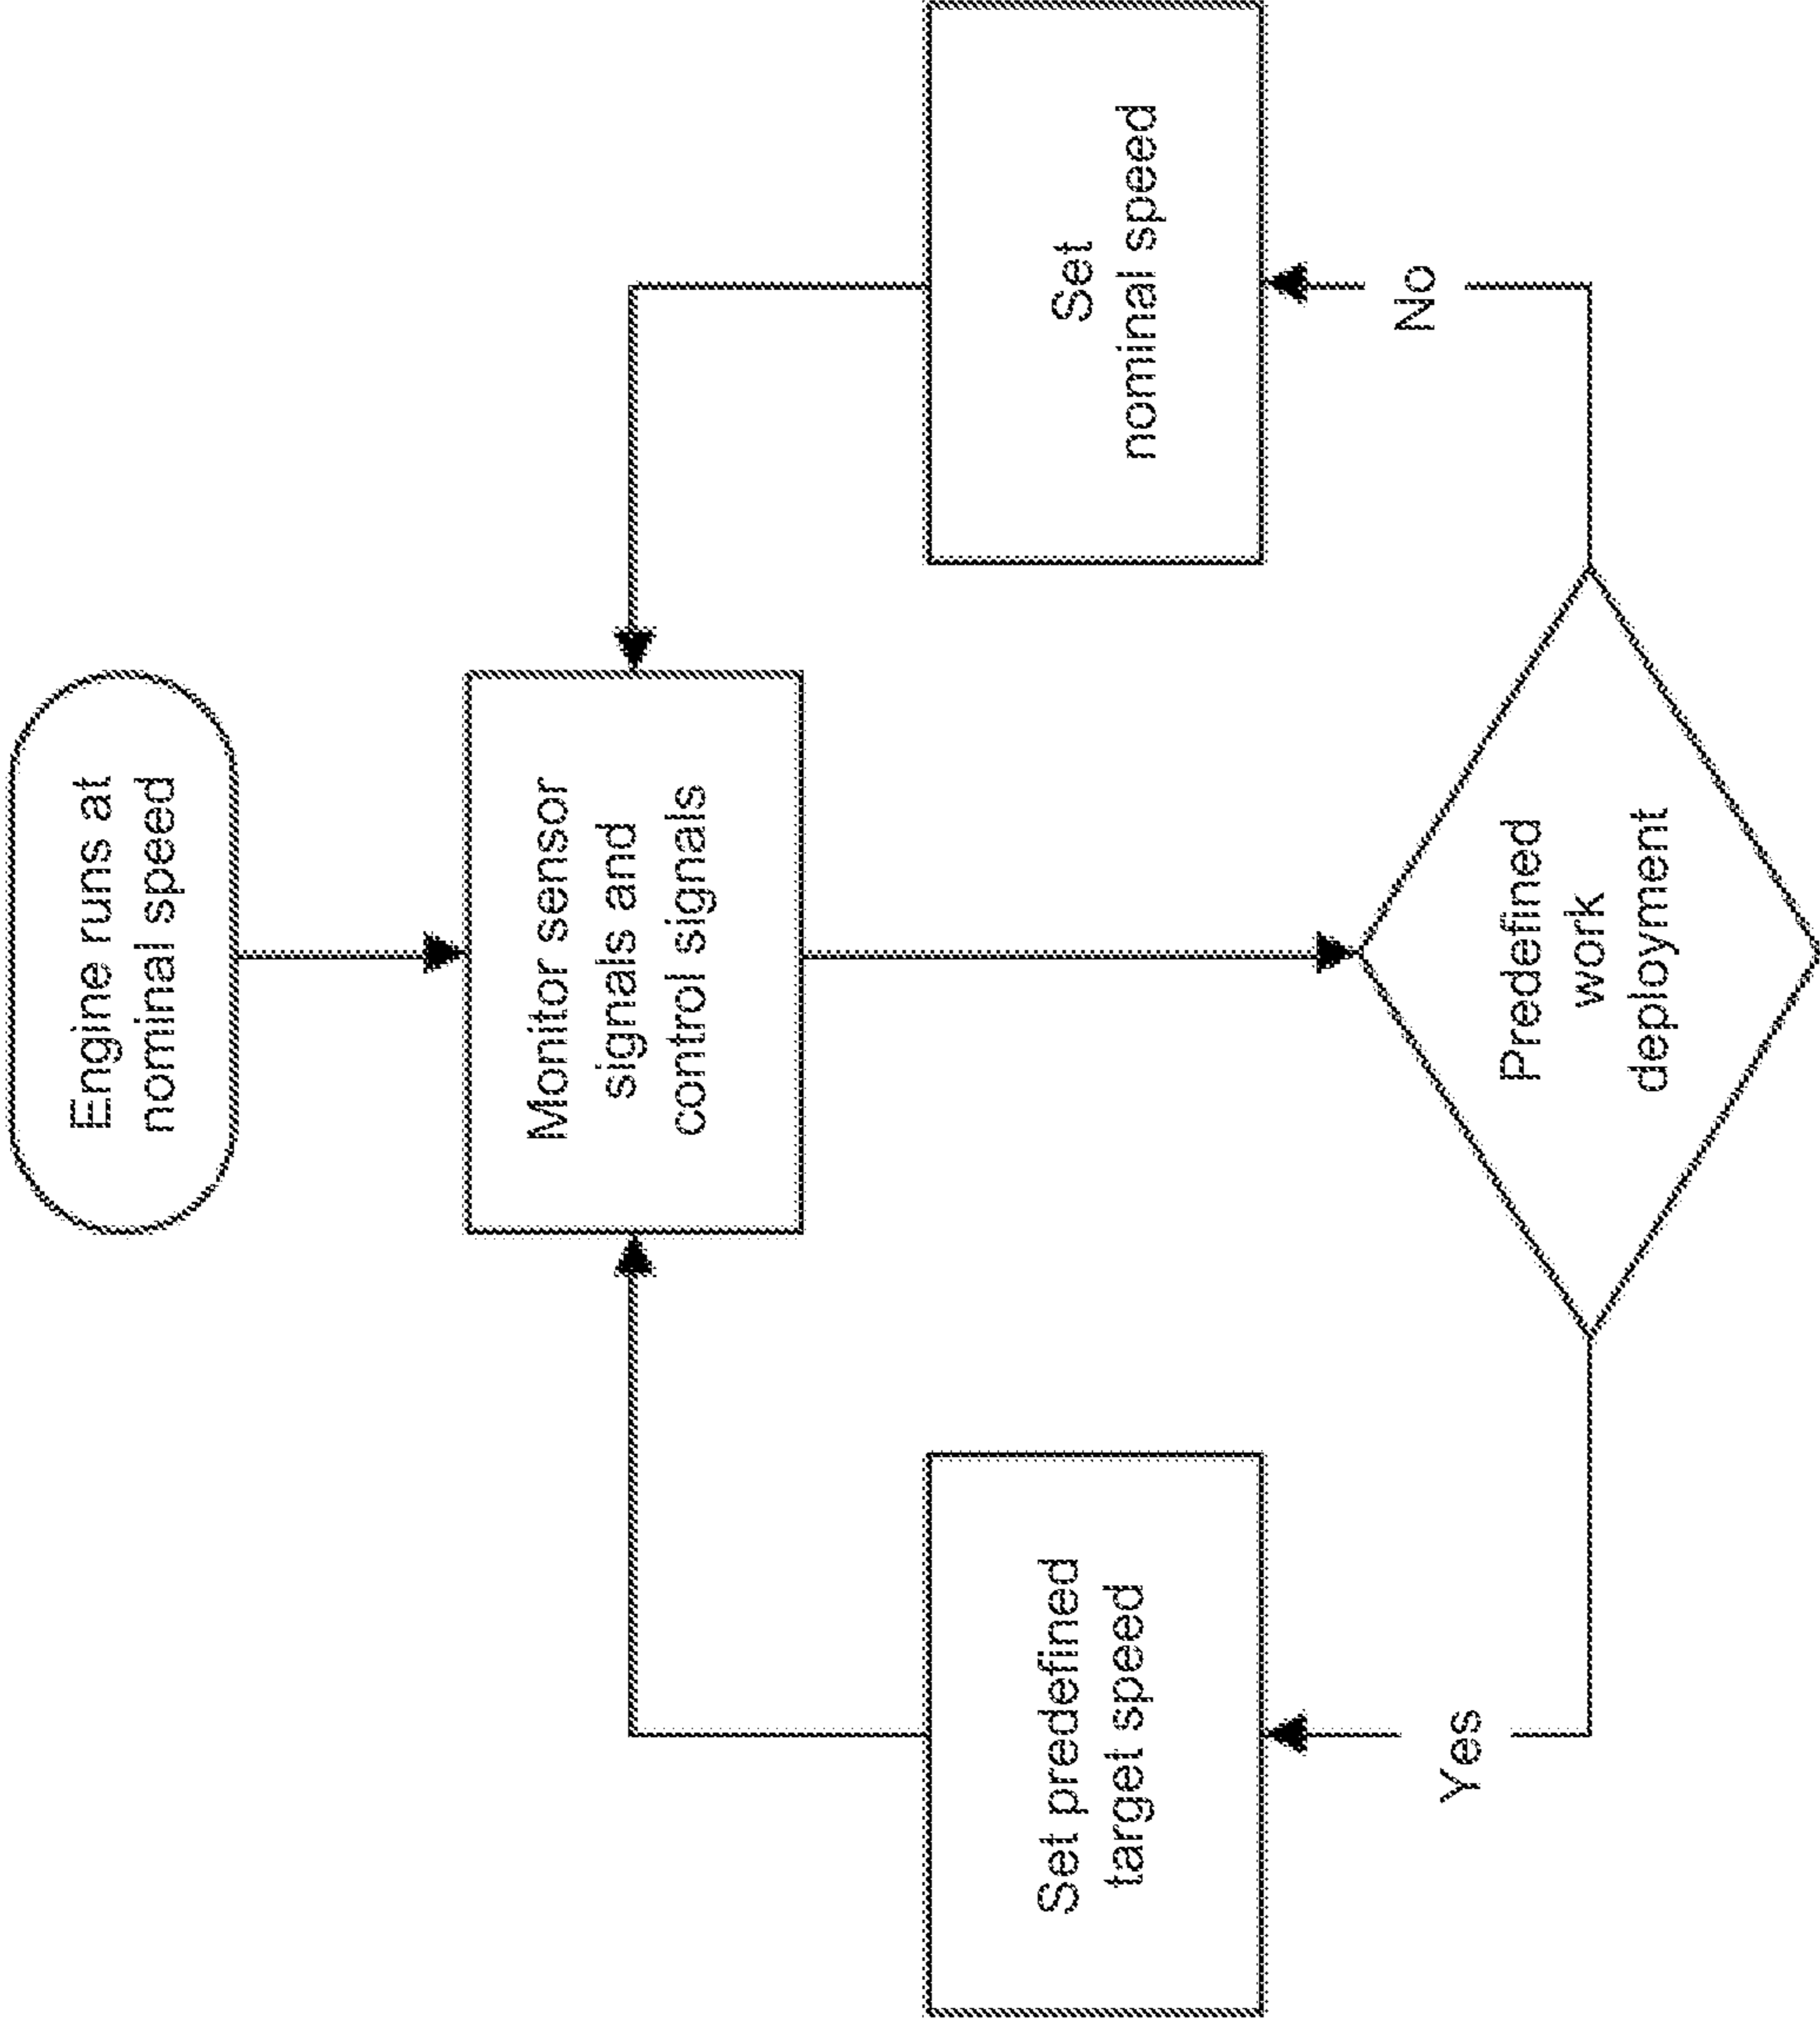 Engine runs at
nominal speed
Monitor sensor
signals and
control signals
Set predefined
target speed
Set
nominal speed
Yes
No
Predefined
work
deployment